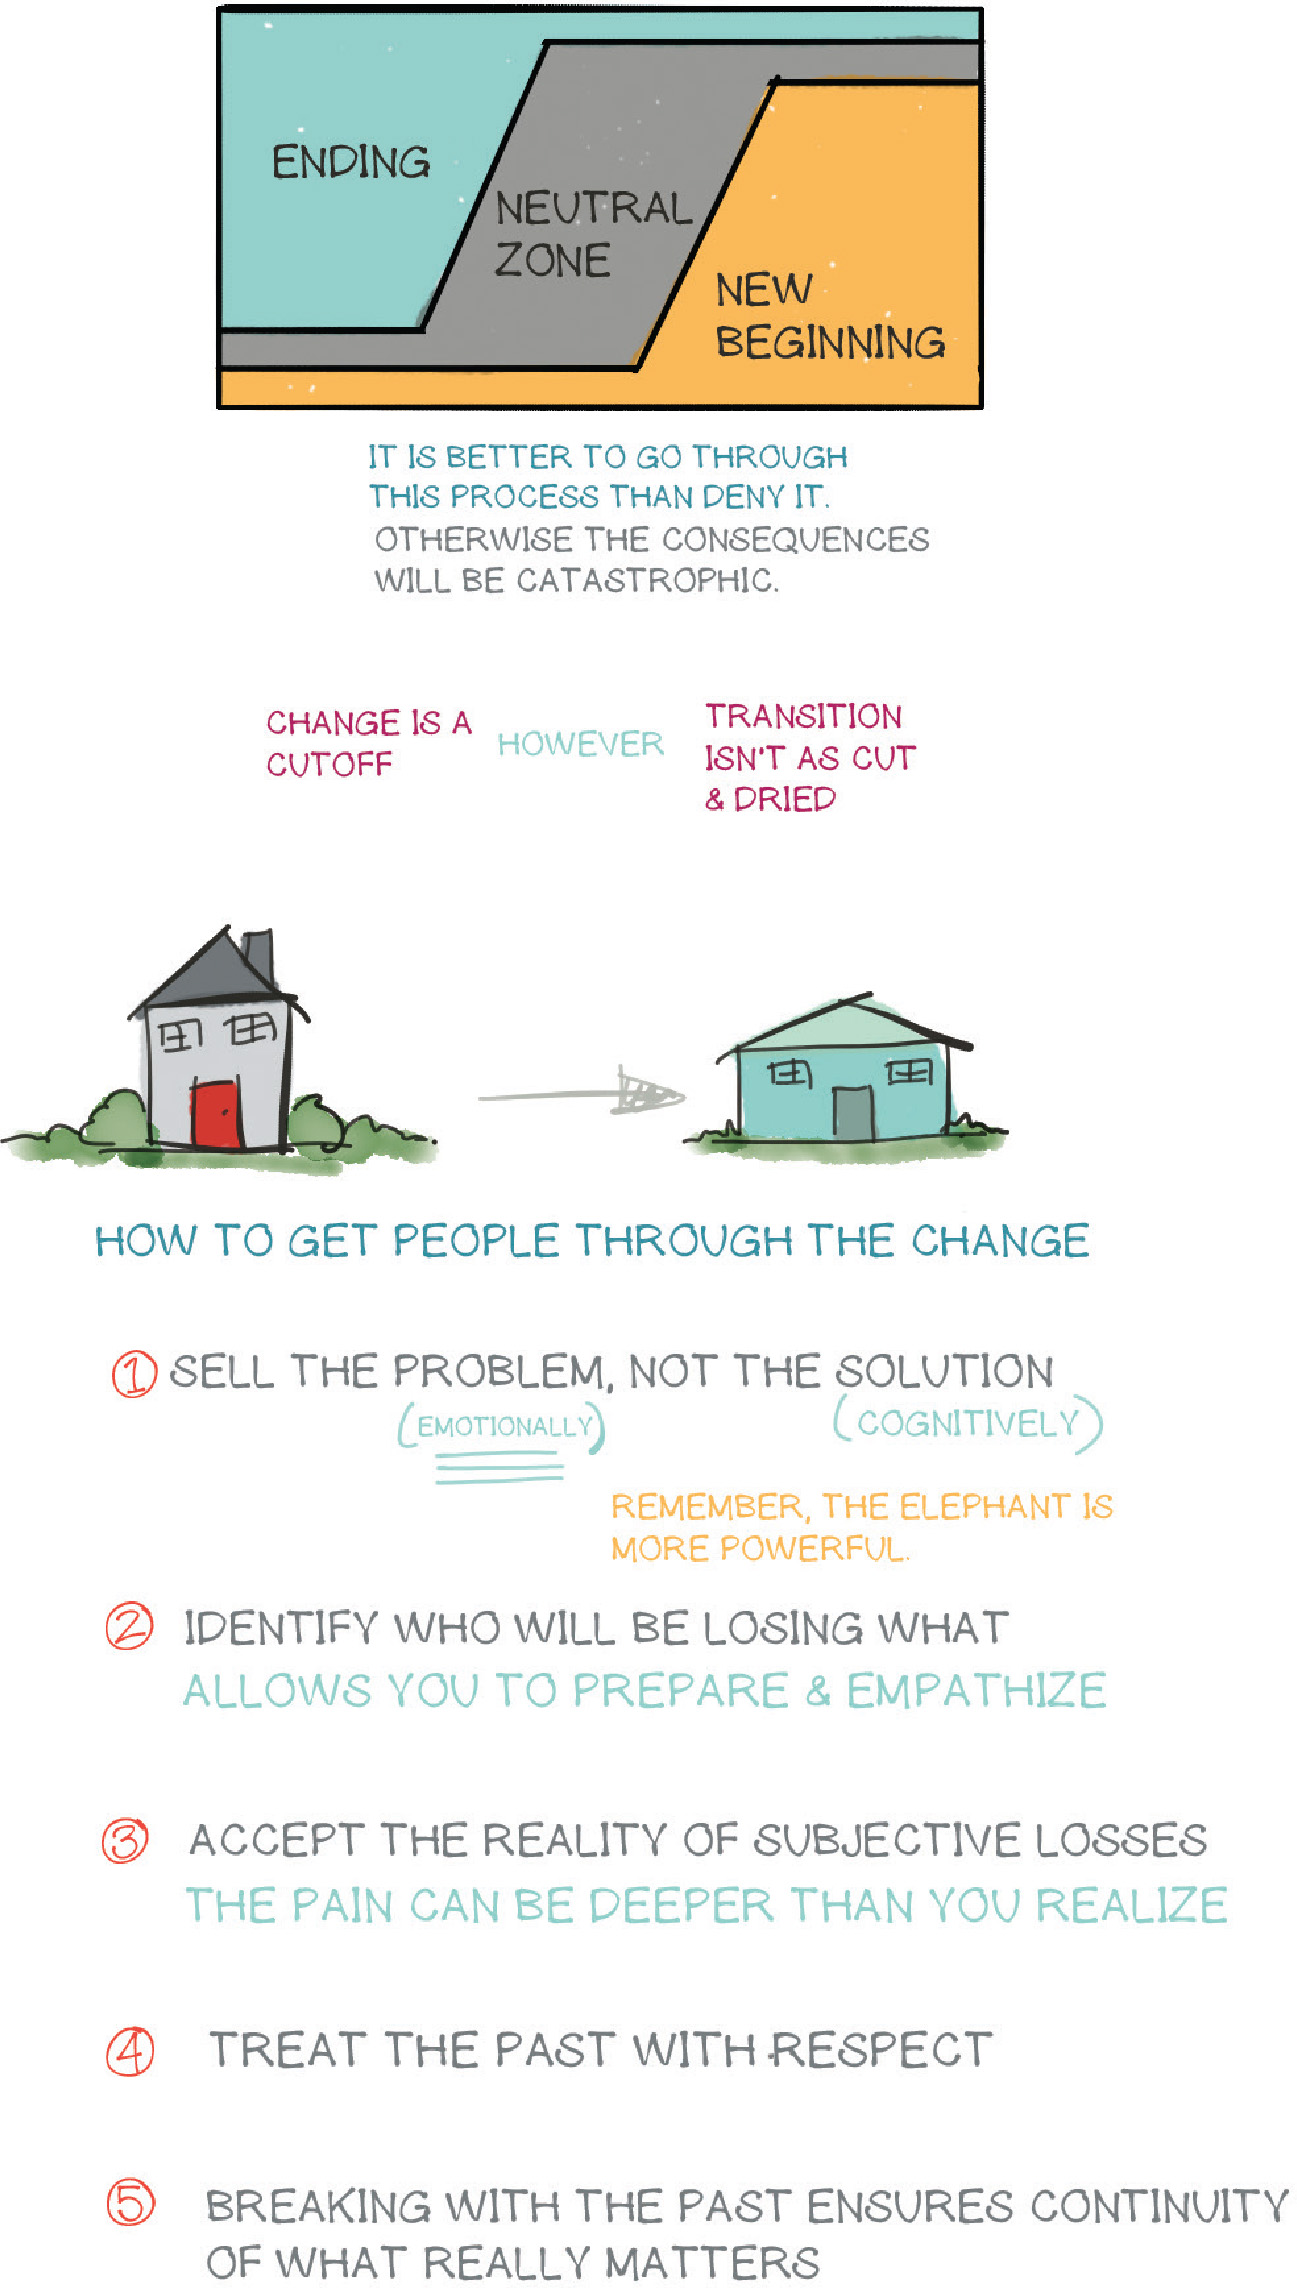 ENDING
NEUTRAL
ZONE
NEW
BEGINNING
IT IS BETTER TO GO THROUGH
THIS PROCESS THAN DENY IT.
OTHERWISE THE CONSEQUENCES
WILL BE CATASTROPHIC.
CHANGE IS A
CUTOFF
HOWEVER
TRANSITION
ISN'T AS CUT
& DRIED
HOW TO GET PEOPLE THROUGH THE CHANGE
1 SELL THE PROBLEM, NOT THE SOLUTION
(EMOTIONALLY) (COGNITIVELY)
REMEMBER, THE ELEPHANT IS
MORE POWERFUL.
2 IDENTIFY WHO WILL BE LOSING WHAT
ALLOWS YOU TO PREPARE & EMPATHIZE
3 ACCEPT THE REALITY OF SUBJECTIVE LOSSES
THE PAIN CAN BE DEEPER THAN YOU REALIZE
4 TREAT THE PAST WITH RESPECT
5 BREAKING WITH THE PAST ENSURES CONTINUITY
OF WHAT REALLY MATTERS